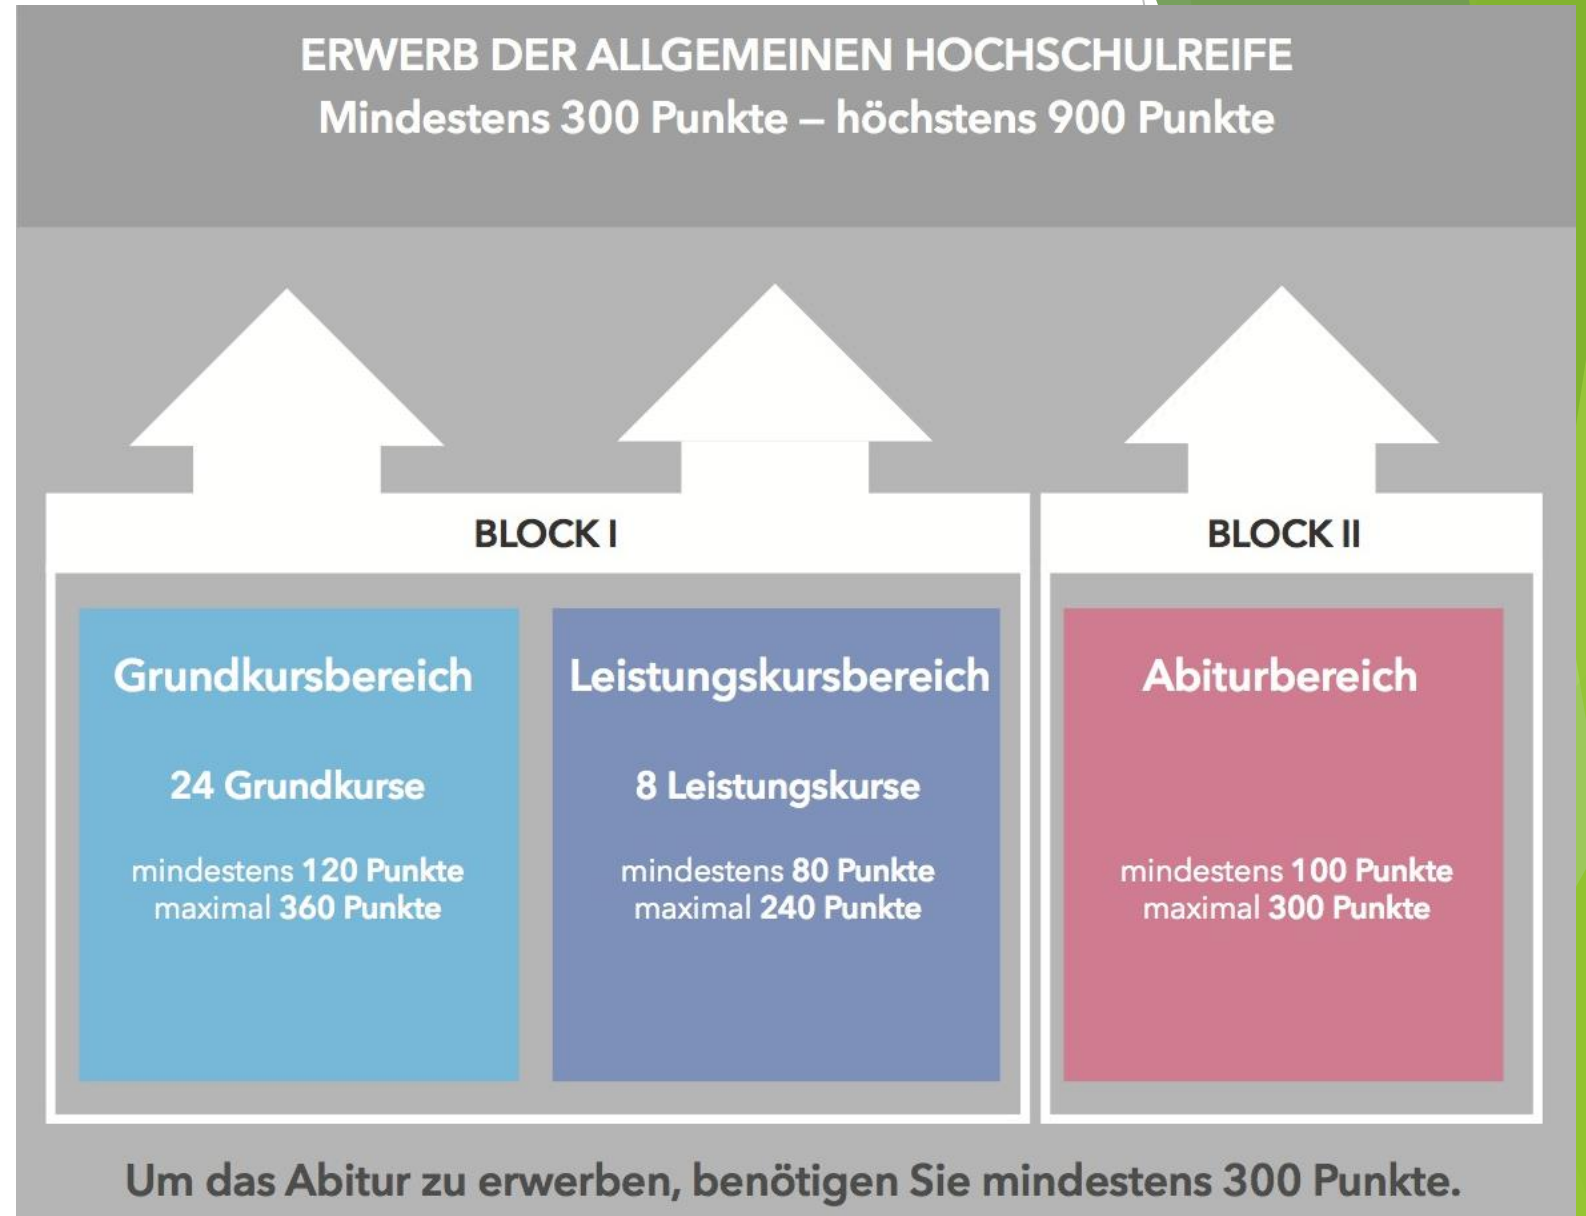 ERWERB DER ALLGEMEINEN HOCHSCHULREIFE
Mindestens 300 Punkte – höchstens 900 Punkte
BLOCK I
Grundkursbereich
24 Grundkurse
mindestens 120 Punkte
maximal 360 Punkte
Leistungskursbereich
8 Leistungskurse
mindestens 80 Punkte
maximal 240 Punkte
BLOCK II
Abiturbereich
mindestens 100 Punkte
maximal 300 Punkte
Um das Abitur zu erwerben, benötigen Sie mindestens 300 Punkte.